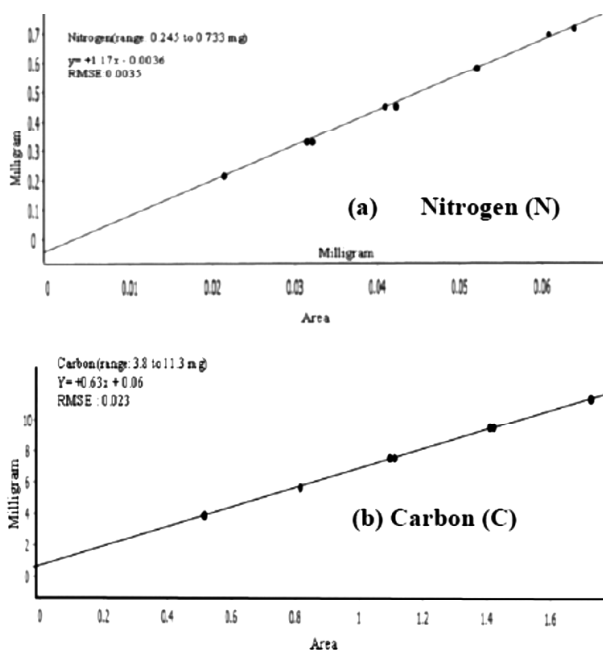 0.7
Nitrogen(range: 0.245 to 0.733 mg)
y= +1.17x - 0.0036
RMSE 0.0035
0.6
0.5
0.4
0.3
0.2
0.1
0
Milligram
(a) Nitrogen (N)
Milligram
0 0.01 0.02 0.03 0.04 0.05 0.06
Area
Carbon(range: 3.8 to 11.3 mg)
Y= +0.63x + 0.06
RMSE : 0.023
10
8
6
4
2
0
Milligram
(b) Carbon (C)
0 0.4 0.6 0.8 1 1.2 1.4 1.6
Area